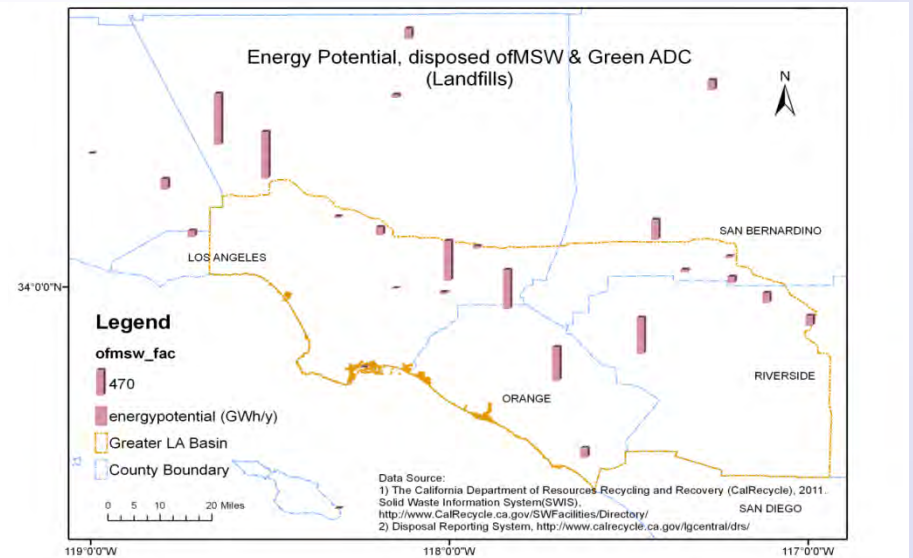 Energy Potential, disposed ofMSW & Green ADC
(Landfills)
N
SAN BERNARDINO
LOS ANGELES
34°0'0"N
Legend
ofmsw_fac
470
energypotential (GWh/y)
Greater LA Basin
County Boundary
0 5 10 20 Miles
ORANGE
RIVERSIDE
Data Source:
1) The California Department of Resources Recycling and Recovery (CalRecycle), 2011.
Solid Waste Information System(SWIS),
http://www.CalRecycle.ca.gov/SWFacilities/Directory/
2) Disposal Reporting System, http://www.calrecycle.ca.gov/lgcentral/drs/
SAN DIEGO
119°0'0"W 118°0'0"W 117°0'0"W